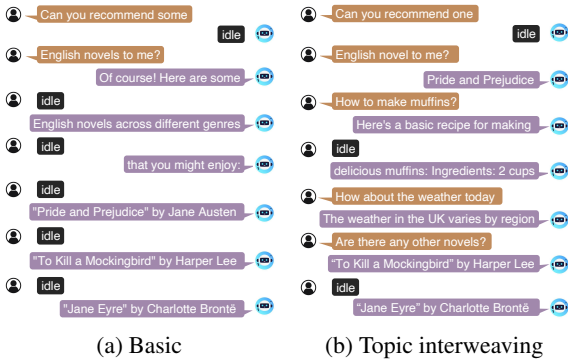 Can you recommend some
idle
English novels to me?
Of course! Here are some
idle
English novels across different genres
idle
that you might enjoy:
idle
"Pride and Prejudice" by Jane Austen
idle
"To Kill a Mockingbird" by Harper Lee
idle
"Jane Eyre" by Charlotte Brontë
(a) Basic
Can you recommend one
idle
English novel to me?
Pride and Prejudice
How to make muffins?
Here's a basic recipe for making
idle
delicious muffins: Ingredients: 2 cups
How about the weather today
The weather in the UK varies by region
Are there any other novels?
“To Kill a Mockingbird” by Harper Lee
idle
“Jane Eyre” by Charlotte Brontë
(b) Topic interweaving